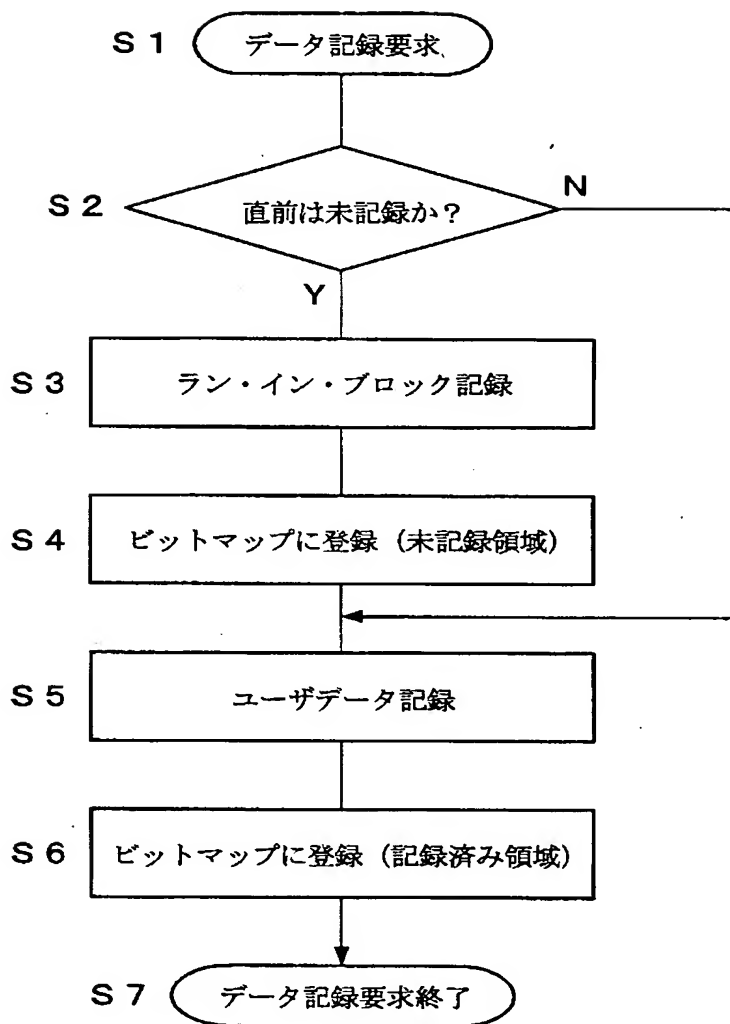 S1 データ記録要求
S2 直前は未記録か？ N
Y
S3 ラン・イン・ブロック記録
S4 ビットマップに登録（未記録領域）
S5 ユーザデータ記録
S6 ビットマップに登録（記録済み領域）
S7 データ記録要求終了